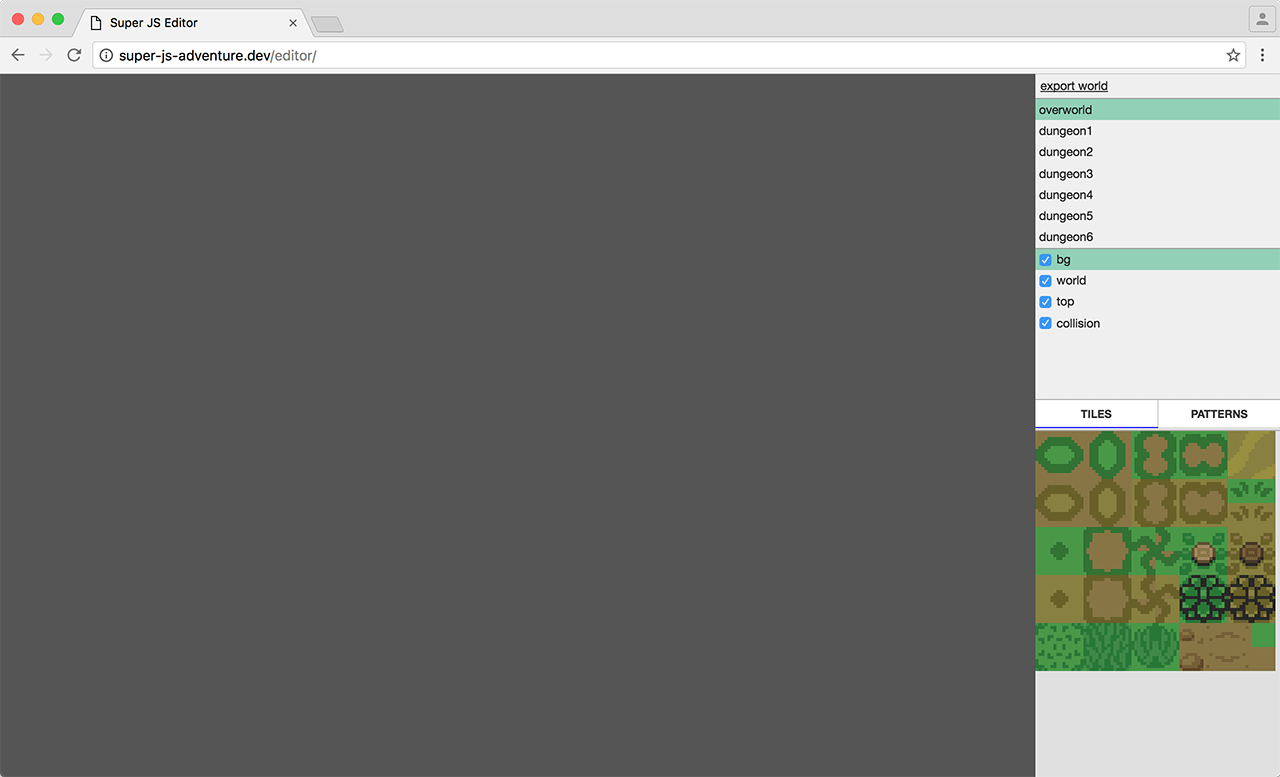 Super JS Editor
super-js-adventure.dev/editor/
export world
overworld
dungeon1
dungeon2
dungeon3
dungeon4
dungeon5
dungeon6
bg
world
top
collision
TILES PATTERNS